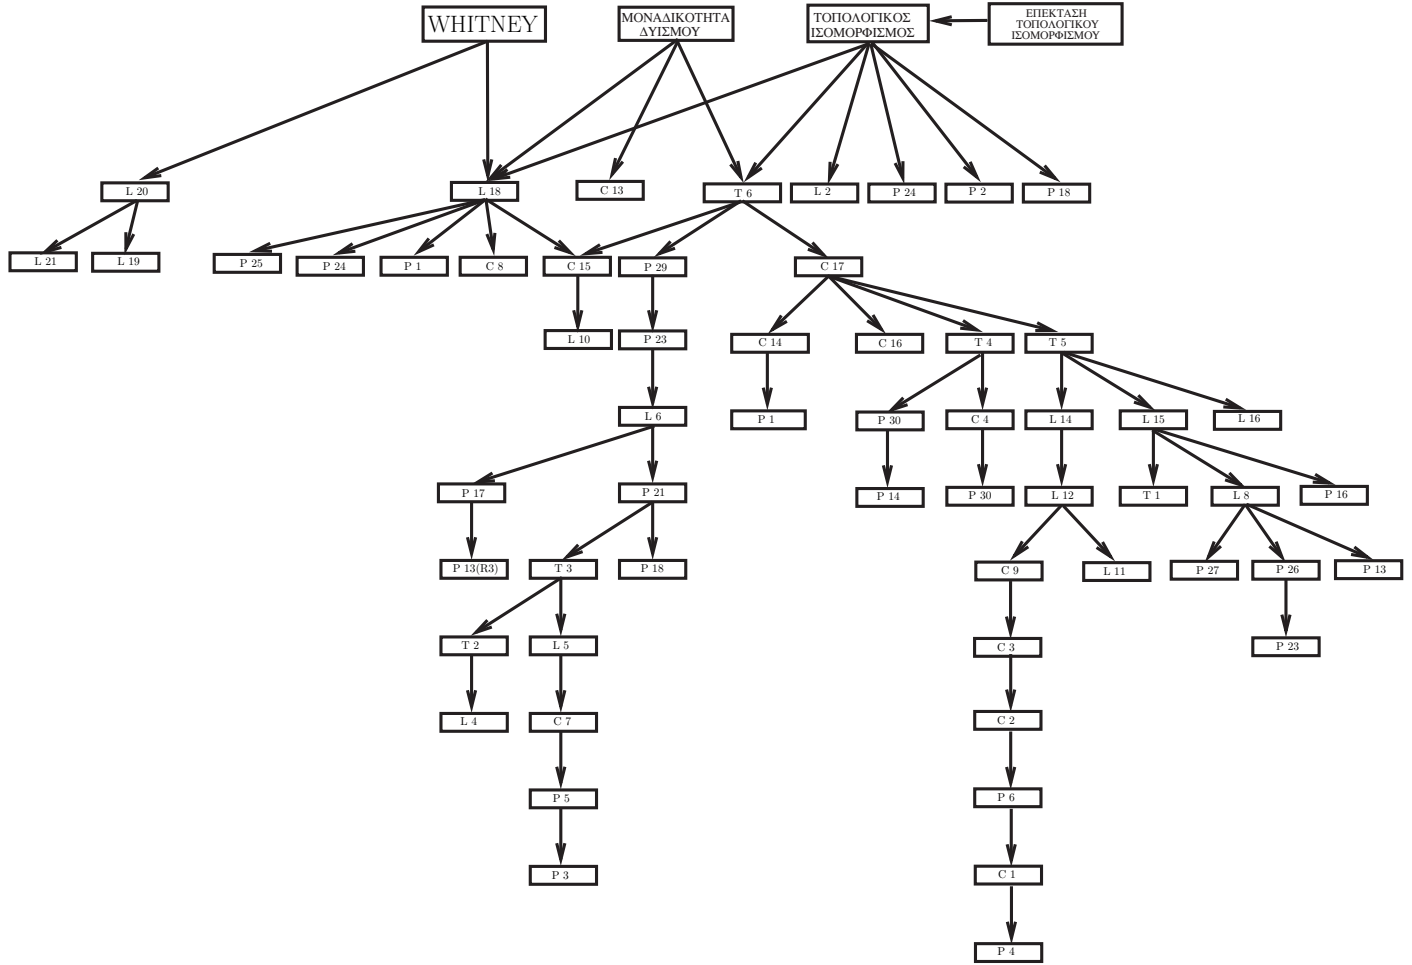 WHITNEY
ΜΟΝΑΔΙΚΟΤΗΤΑ
ΔΥΙΣΜΟΥ
ΤΟΠΟΛΟΓΙΚΟΣ
ΙΣΟΜΟΡΦΙΣΜΟΣ
ΕΠΕΚΤΑΣΗ
ΤΟΠΟΛΟΓΙΚΟΥ
ΙΣΟΜΟΡΦΙΣΜΟΥ
L 20
L 18
C 13
T 6
L 2
P 24
P 2
P 18
L 21
L 19
P 25
P 24
P 1
C 8
C 15
P 29
C 17
L 10
P 23
C 14
C 16
T 4
T 5
L 6
P 1
P 30
C 4
L 14
L 15
L 16
P 17
P 21
P 14
P 30
L 12
T 1
L 8
P 16
P 13(R3)
T 3
P 18
C 9
L 11
P 27
P 26
P 13
T 2
L 5
C 3
P 23
L 4
C 7
C 2
P 5
P 6
P 3
C 1
P 4